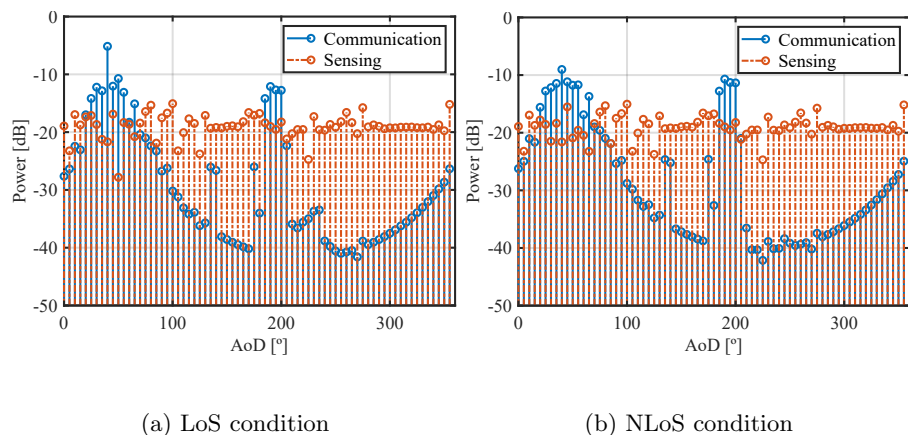 0
-10
-20
-30
-40
-50
Power [dB]
0
100
200
300
AoD [º]
Communication
Sensing
(a) LoS condition
0
-10
-20
-30
-40
-50
Power [dB]
0
100
200
300
AoD [º]
Communication
Sensing
(b) NLoS condition